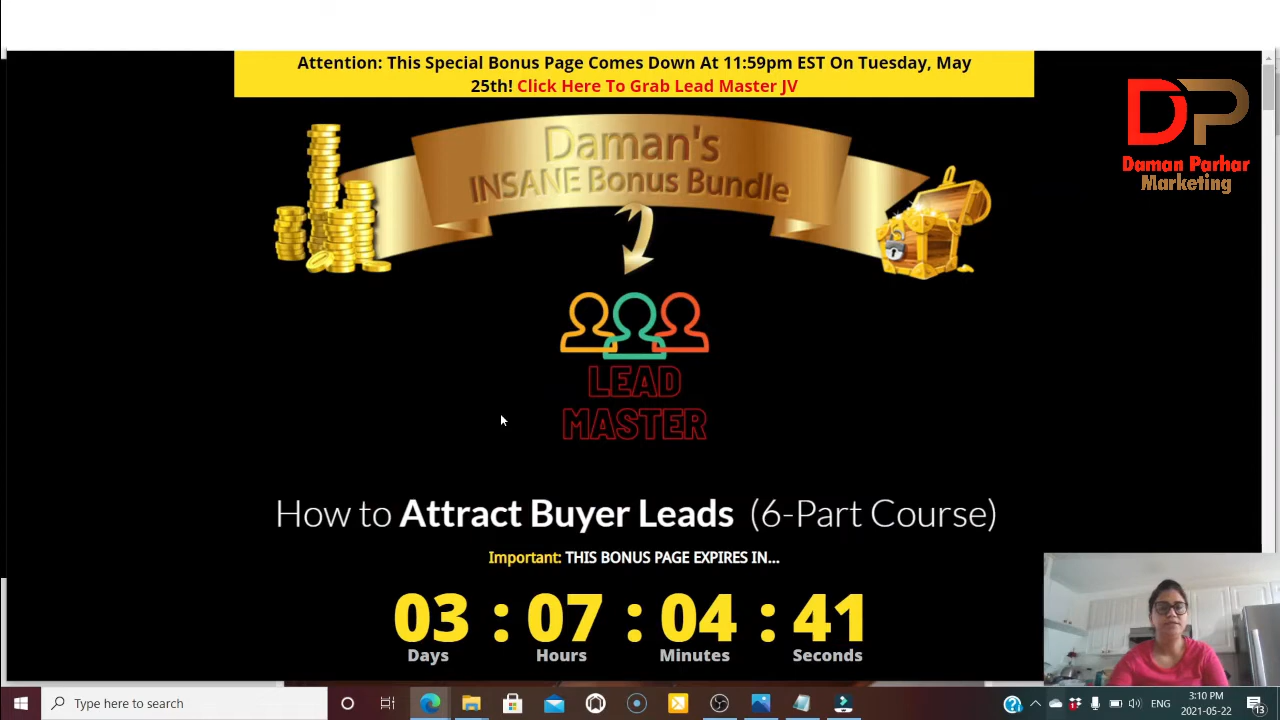 Attention: This Special Bonus Page Comes Down At 11:59pm EST On Tuesday, May
25th! Click Here To Grab Lead Master JV
DP
Daman Parhar
Marketing
Daman's
INSANE Bonus Bundle
LEAD
MASTER
How to Attract Buyer Leads (6-Part Course)
Important: THIS BONUS PAGE EXPIRES IN...
03 : 07 : 04 : 41
Days Hours Minutes Seconds
Type here to search
1
ENG
3:10 PM
2021-05-22
13